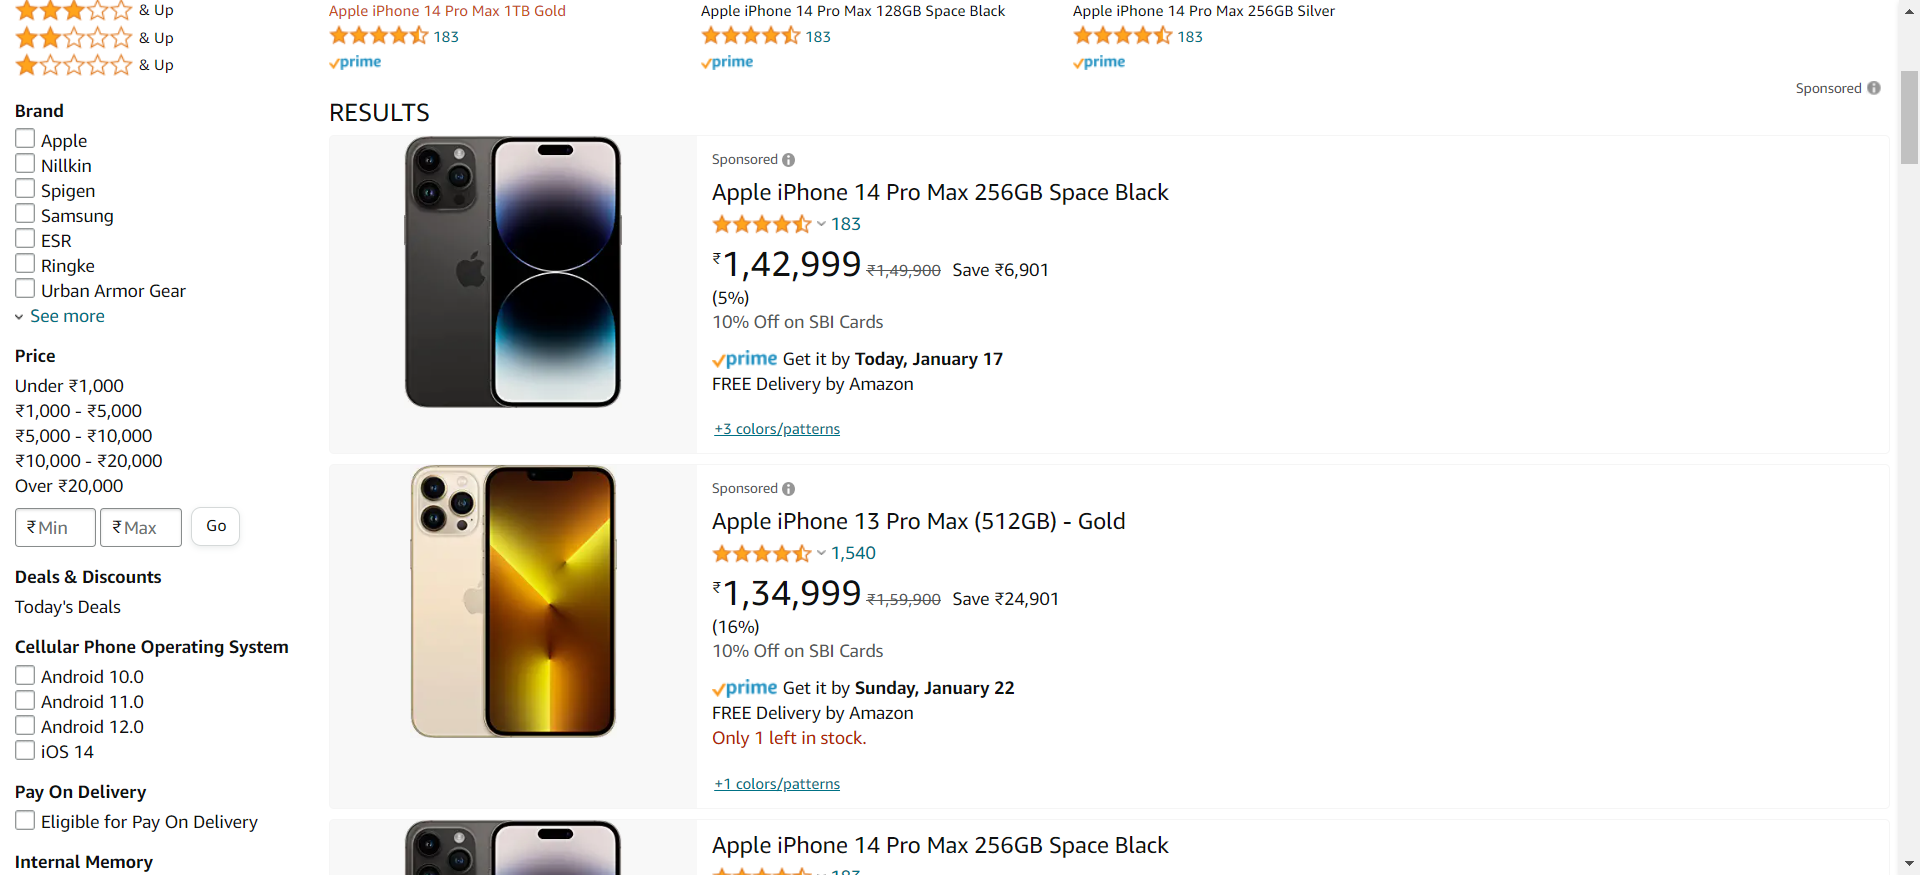 & Up
& Up
& Up
Brand
Apple
Nillkin
Spigen
Samsung
ESR
Ringke
Urban Armor Gear
See more
Price
Under ₹1,000
₹1,000 - ₹5,000
₹5,000 - ₹10,000
₹10,000 - ₹20,000
Over ₹20,000
₹Min ₹Max Go
Deals & Discounts
Today's Deals
Cellular Phone Operating System
Android 10.0
Android 11.0
Android 12.0
iOS 14
Pay On Delivery
Eligible for Pay On Delivery
Internal Memory
Apple iPhone 14 Pro Max 1TB Gold
183
prime
Apple iPhone 14 Pro Max 128GB Space Black
183
prime
Apple iPhone 14 Pro Max 256GB Silver
183
prime
Sponsored
RESULTS
Sponsored
Apple iPhone 14 Pro Max 256GB Space Black
183
₹1,42,999 ₹1,49,900 Save ₹6,901
(5%)
10% Off on SBI Cards
prime Get it by Today, January 17
FREE Delivery by Amazon
+3 colors/patterns
Sponsored
Apple iPhone 13 Pro Max (512GB) - Gold
1,540
₹1,34,999 ₹1,59,900 Save ₹24,901
(16%)
10% Off on SBI Cards
prime Get it by Sunday, January 22
FREE Delivery by Amazon
Only 1 left in stock.
+1 colors/patterns
Apple iPhone 14 Pro Max 256GB Space Black
183